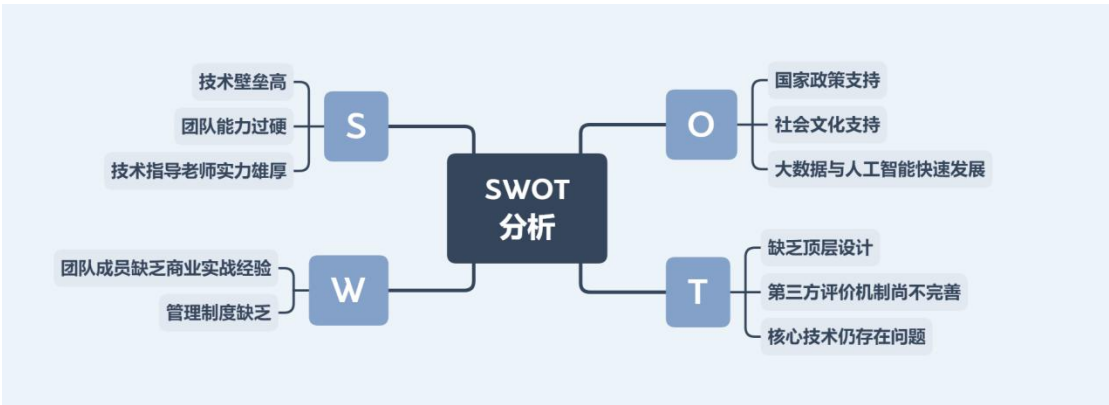 SWOT
分析
S
技术壁垒高
团队能力过硬
技术指导老师实力雄厚
W
团队成员缺乏商业实战经验
管理制度缺乏
O
国家政策支持
社会文化支持
大数据与人工智能快速发展
T
缺乏顶层设计
第三方评价机制尚不完善
核心技术仍存在问题